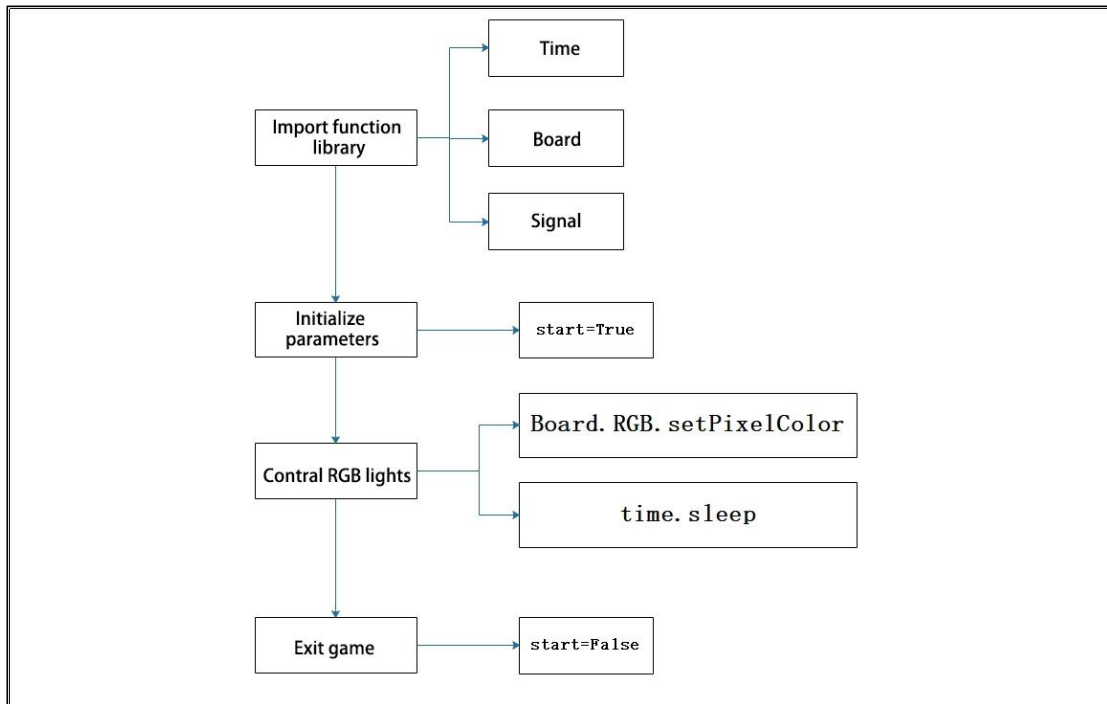 Time
Import function
library
Board
Signal
Initialize
parameters
start=True
Board.RGB.setPixelColor
Contral RGB lights
time.sleep
Exit game
start=False